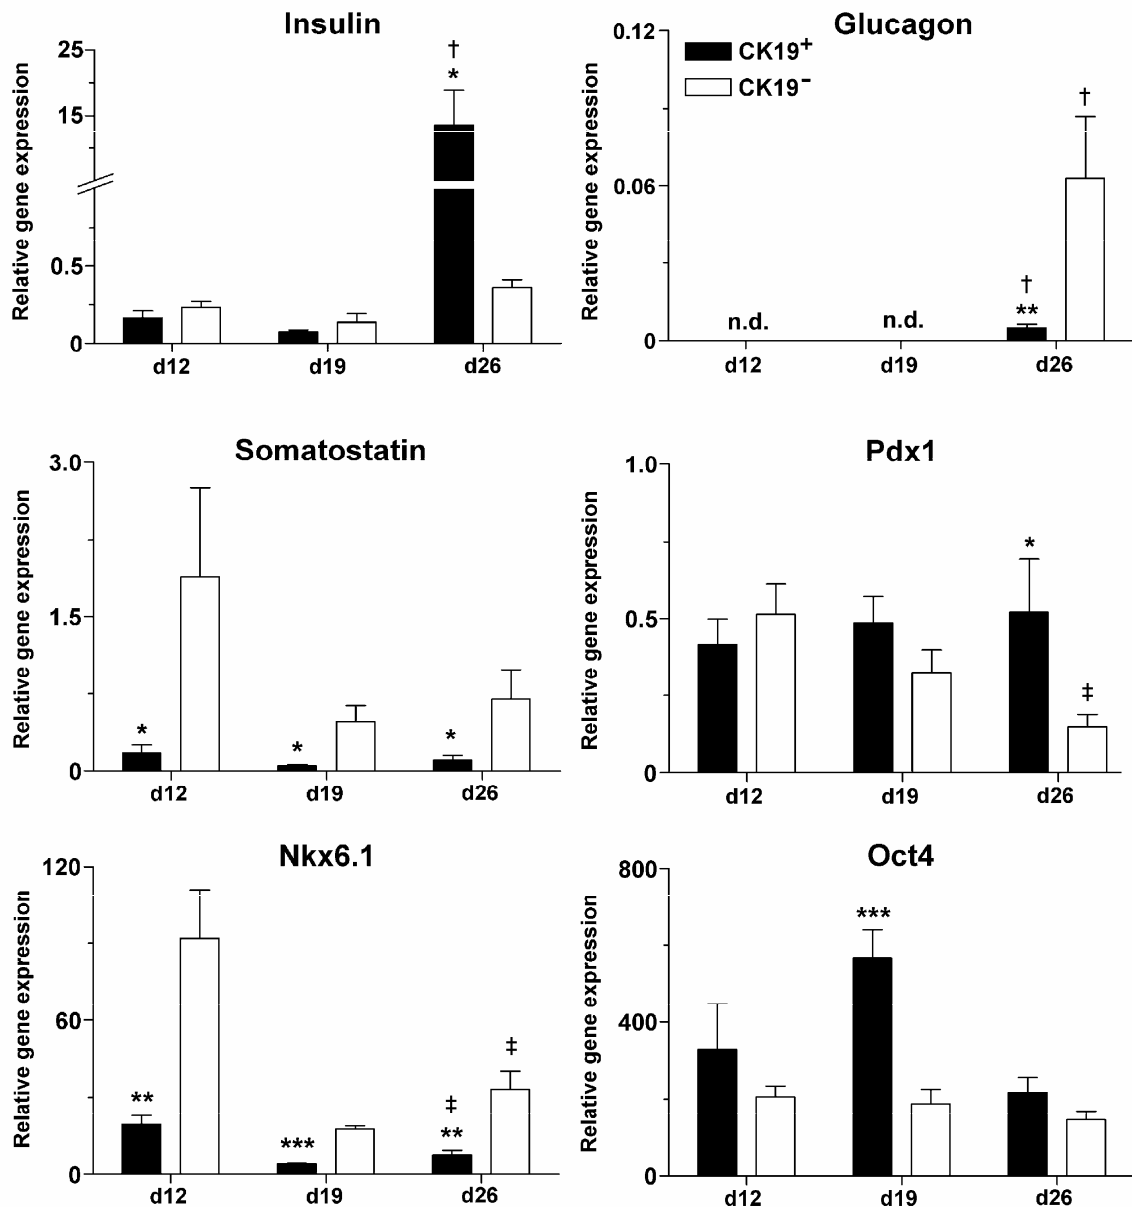 Insulin
Relative gene expression
25
15
0.5
0
†
*
d12
d19
d26
Glucagon
Relative gene expression
0.12
0.06
0
CK19+
CK19-
n.d.
n.d.
†
**
†
d12
d19
d26
Somatostatin
Relative gene expression
3.0
1.5
0
*
*
*
d12
d19
d26
Pdx1
Relative gene expression
1.0
0.5
0
*
‡
d12
d19
d26
Nkx6.1
Relative gene expression
120
60
0
**
***
‡
**
‡
d12
d19
d26
Oct4
Relative gene expression
800
400
0
***
d12
d19
d26